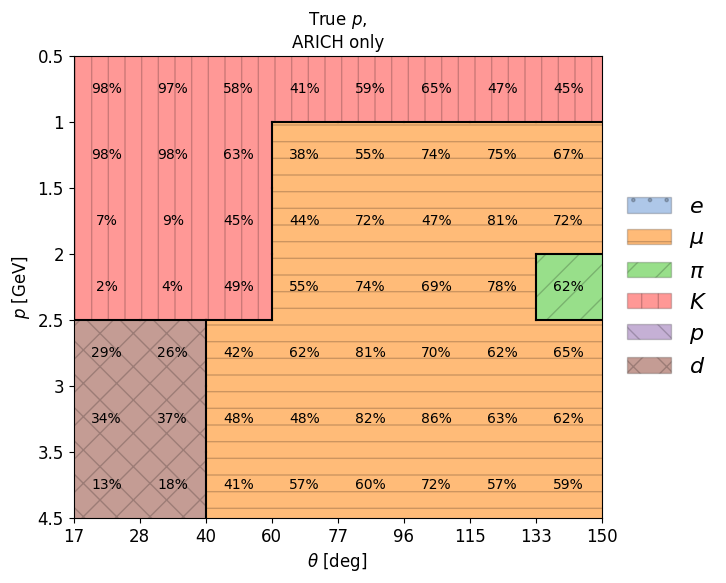 True p,
ARICH only
0.5
98% 97% 58% 41% 59% 65% 47% 45%
1
98% 98% 63% 38% 55% 74% 75% 67%
1.5
7% 9% 45% 44% 72% 47% 81% 72%
2
2% 4% 49% 55% 74% 69% 78% 62%
2.5
29% 26% 42% 62% 81% 70% 62% 65%
3
34% 37% 48% 48% 82% 86% 63% 62%
3.5
13% 18% 41% 57% 60% 72% 57% 59%
4.5
p [GeV]
17 28 40 60 77 96 115 133 150
θ [deg]
e
μ
π
K
p
d